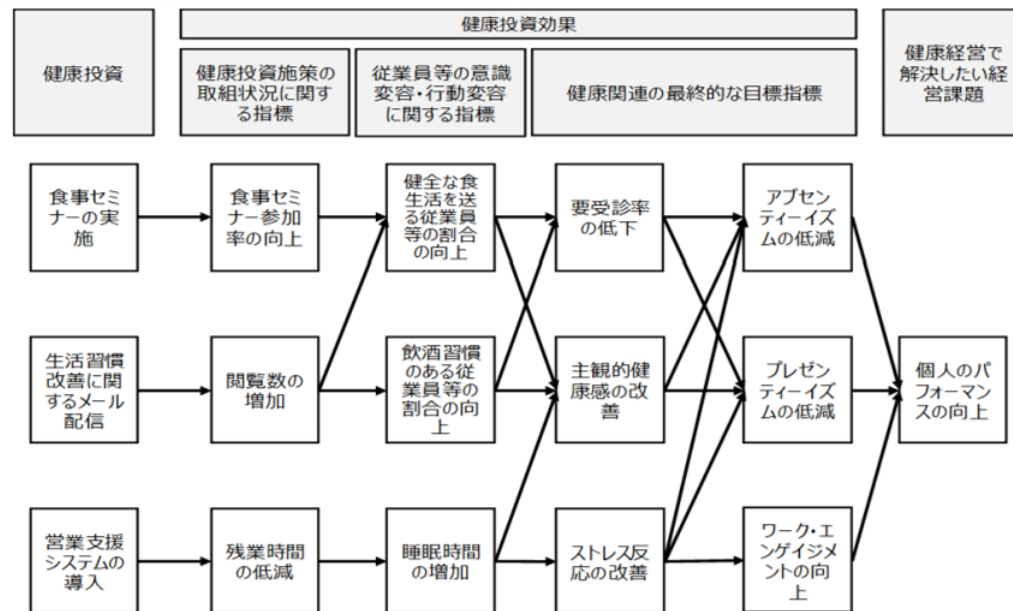 健康投資
健康投資効果
健康投資施策の
取組状況に関す
る指標
従業員等の意識
変容・行動変容
に関する指標
健康関連の最終的な目標指標
健康経営で
解決したい経
営課題
食事セミ
ナーの実
施
食事セミ
ナー参加
率の向上
健全な食
生活を送
る従業員
等の割合
の向上
要受診率
の低下
アブセン
ティーイズ
ムの低減
生活習慣
改善に関
するメール
配信
閲覧数の
増加
飲酒習慣
のある従
業員等の
割合の向
上
主観的健
康感の改
善
プレゼン
ティーイズ
ムの低減
個人のパ
フォーマン
スの向上
営業支援
システムの
導入
残業時間
の低減
睡眠時間
の増加
ストレス反
応の改善
ワーク・エ
ンゲイジメ
ントの向
上